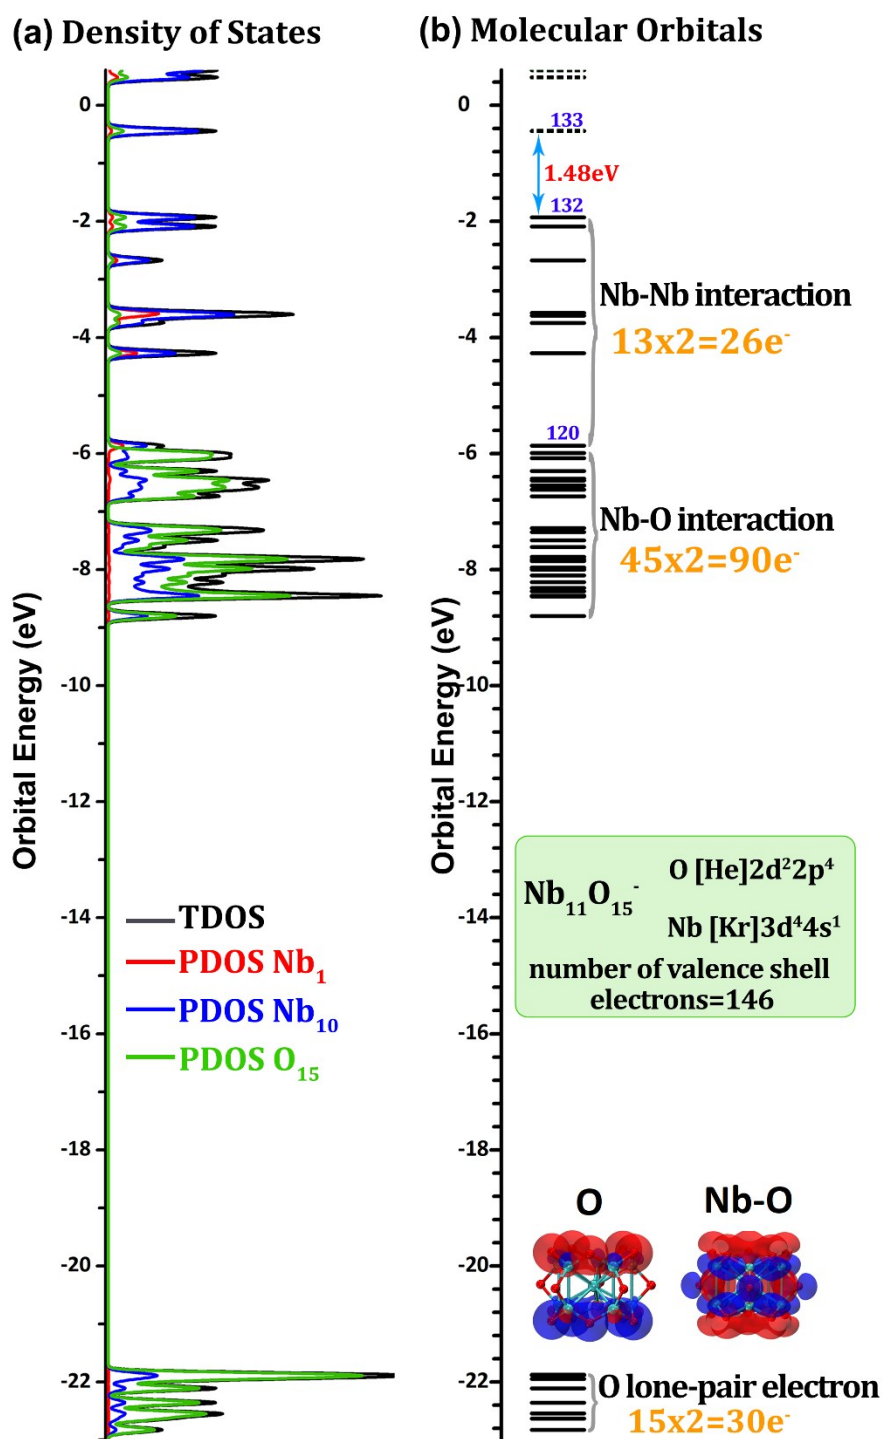 (a) Density of States
0
-2
-4
-6
-8
-10
-12
-14
-16
-18
-20
-22
Orbital Energy (eV)
TDOS
PDOS Nb₁
PDOS Nb₁₀
PDOS O₁₅
(b) Molecular Orbitals
0
-2
-4
-6
-8
-10
-12
-14
-16
-18
-20
-22
Orbital Energy (eV)
133
1.48eV
132
Nb-Nb interaction
13x2=26e⁻
120
Nb-O interaction
45x2=90e⁻
Nb₁₁O₁₅⁻
O [He]2d²2p⁴
Nb [Kr]3d⁴4s¹
number of valence shell
electrons=146
O
Nb-O
O lone-pair electron
15x2=30e⁻